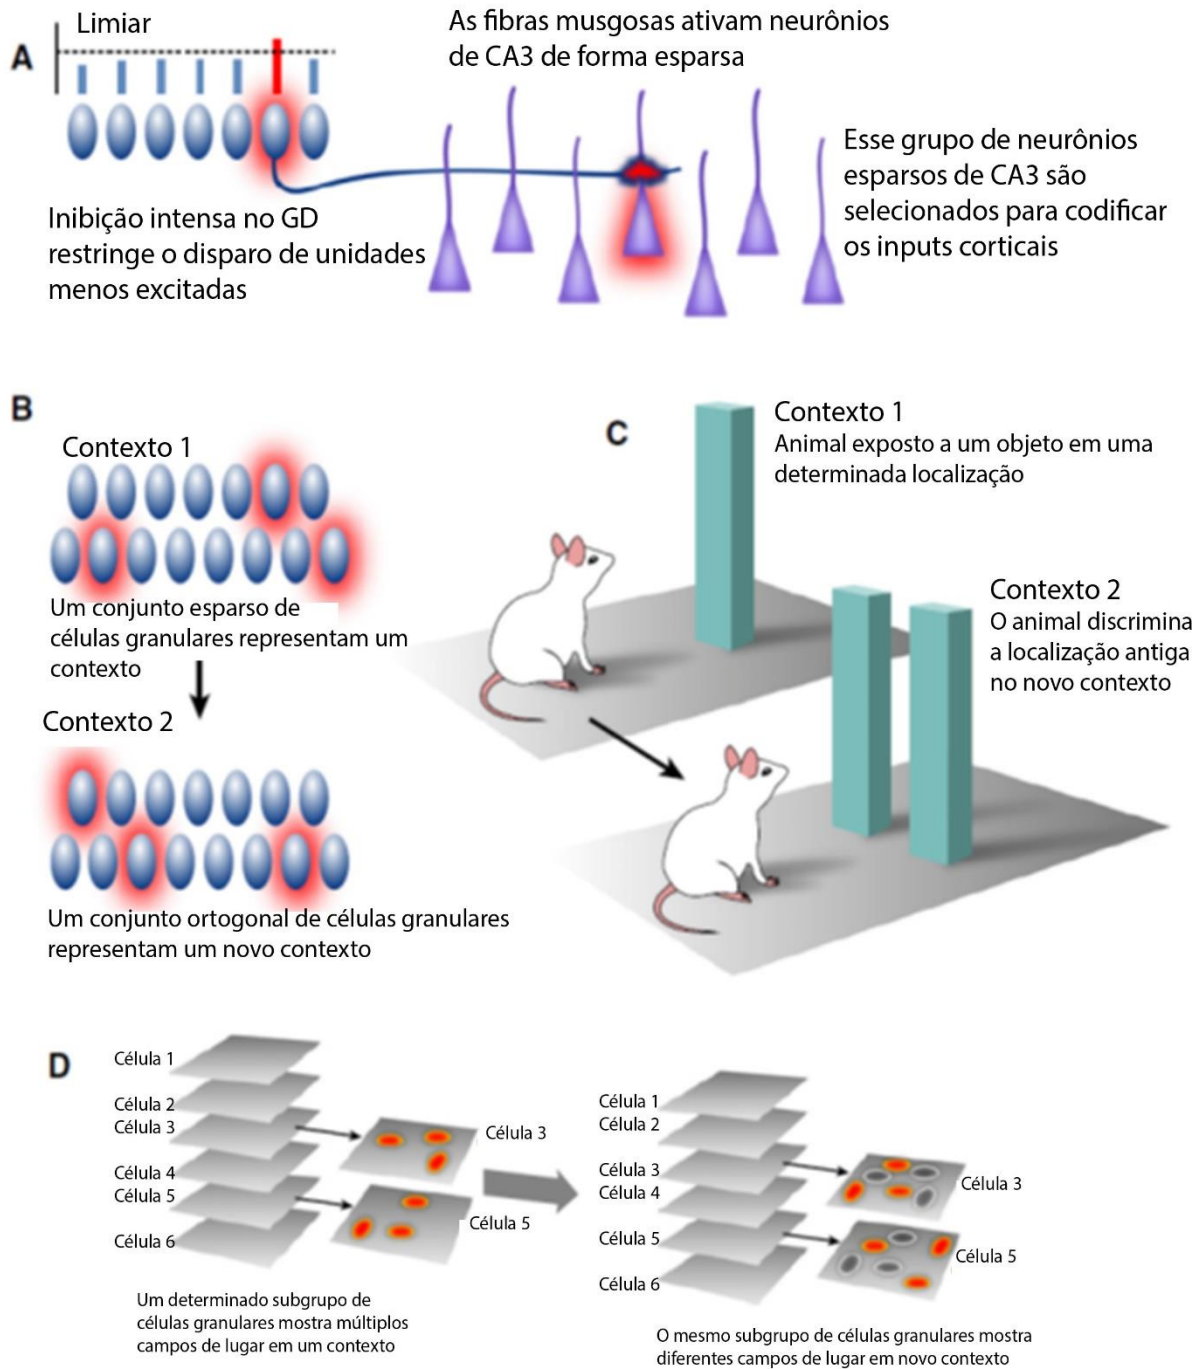 A
Limiar
As fibras musgosas ativam neurônios
de CA3 de forma esparsa
Esse grupo de neurônios
esparsos de CA3 são
selecionados para codificar
os inputs corticais
Inibição intensa no GD
restringe o disparo de unidades
menos excitadas
B
Contexto 1
Um conjunto esparso de
células granulares representam um
contexto
Contexto 2
Um conjunto ortogonal de células granulares
representam um novo contexto
C
Contexto 1
Animal exposto a um objeto em uma
determinada localização
Contexto 2
O animal discrimina
a localização antiga
no novo contexto
D
Célula 1
Célula 2
Célula 3
Célula 4
Célula 5
Célula 6
Célula 3
Célula 5
Um determinado subgrupo de
células granulares mostra múltiplos
campos de lugar em um contexto
Célula 1
Célula 2
Célula 3
Célula 4
Célula 5
Célula 6
Célula 3
Célula 5
O mesmo subgrupo de células granulares mostra
diferentes campos de lugar em novo contexto